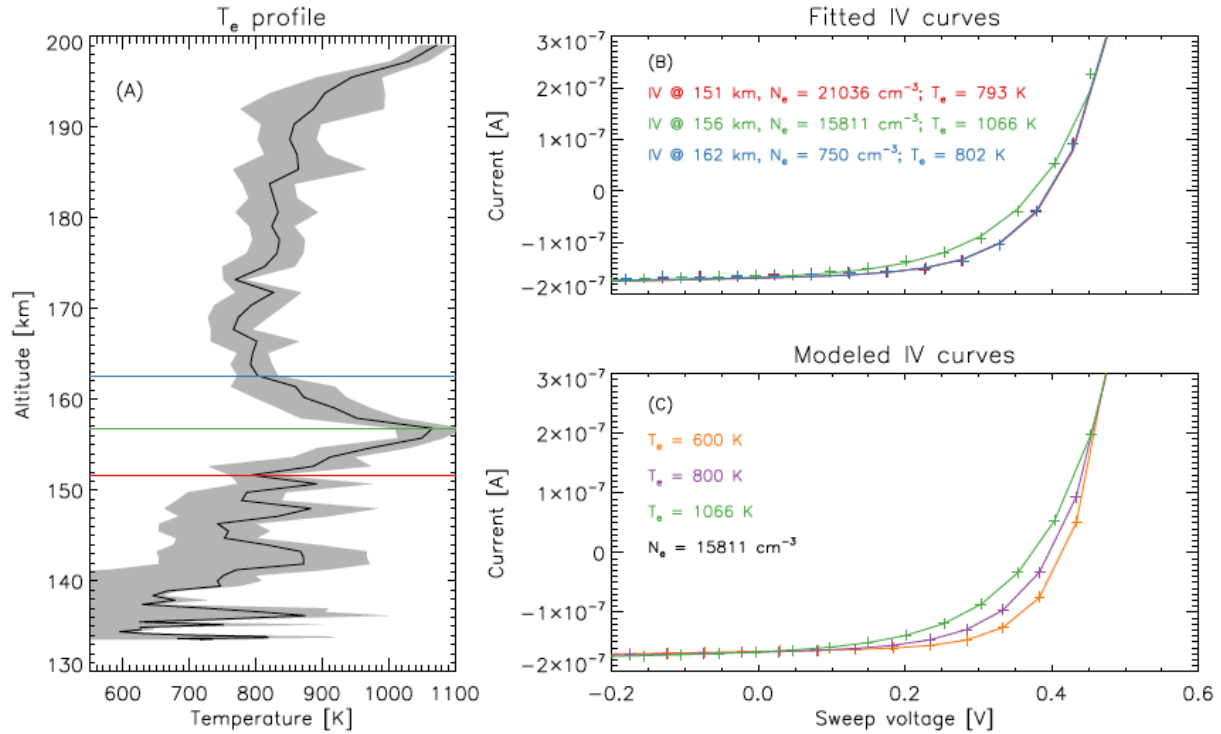 Tₑ profile
200
190
180
170
160
150
140
130
Altitude [km]
(A)
600 700 800 900 1000 1100
Temperature [K]
Fitted IV curves
3×10⁻⁷
2×10⁻⁷
1×10⁻⁷
0
−1×10⁻⁷
−2×10⁻⁷
Current [A]
(B)
IV @ 151 km, Nₑ = 21036 cm⁻³; Tₑ = 793 K
IV @ 156 km, Nₑ = 15811 cm⁻³; Tₑ = 1066 K
IV @ 162 km, Nₑ = 750 cm⁻³; Tₑ = 802 K
Modeled IV curves
3×10⁻⁷
2×10⁻⁷
1×10⁻⁷
0
−1×10⁻⁷
−2×10⁻⁷
Current [A]
(C)
Tₑ = 600 K
Tₑ = 800 K
Tₑ = 1066 K
Nₑ = 15811 cm⁻³
−0.2 0.0 0.2 0.4 0.6
Sweep voltage [V]